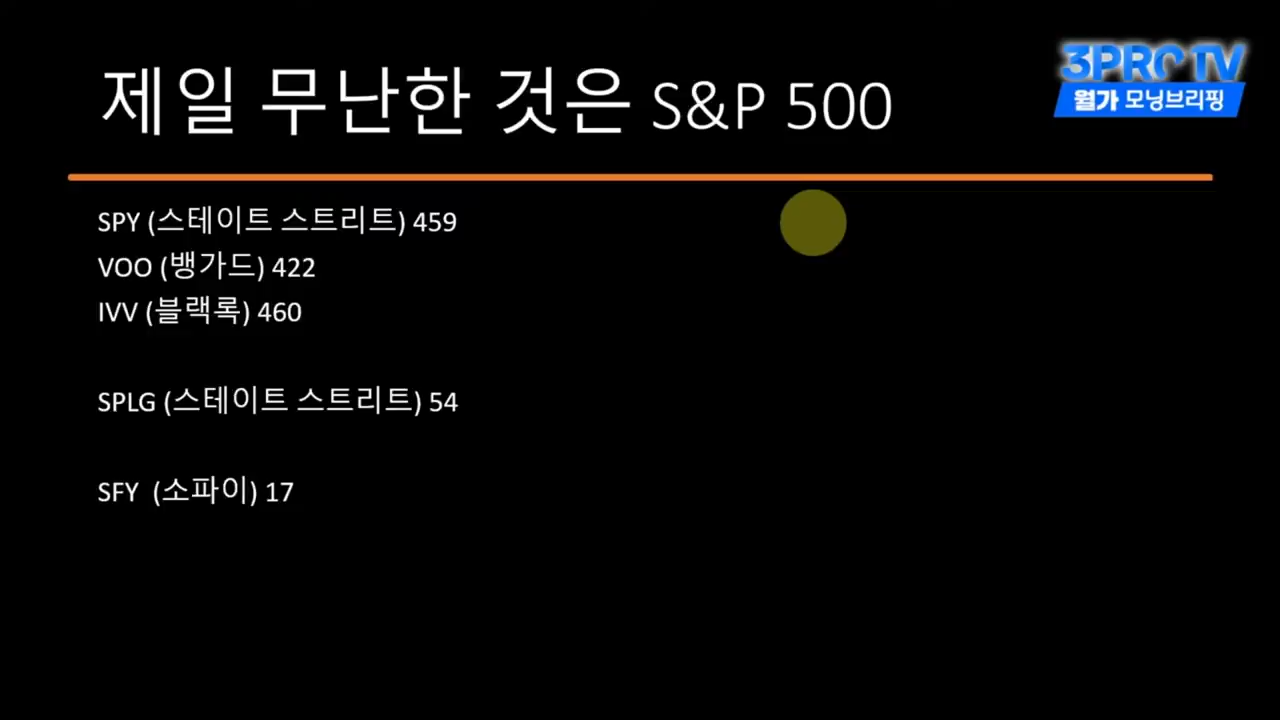 제일 무난한 것은 S&P 500
3PRO TV
월가 모닝브리핑
SPY (스테이트 스트리트) 459
VOO (뱅가드) 422
IVV (블랙록) 460
SPLG (스테이트 스트리트) 54
SFY (소파이) 17